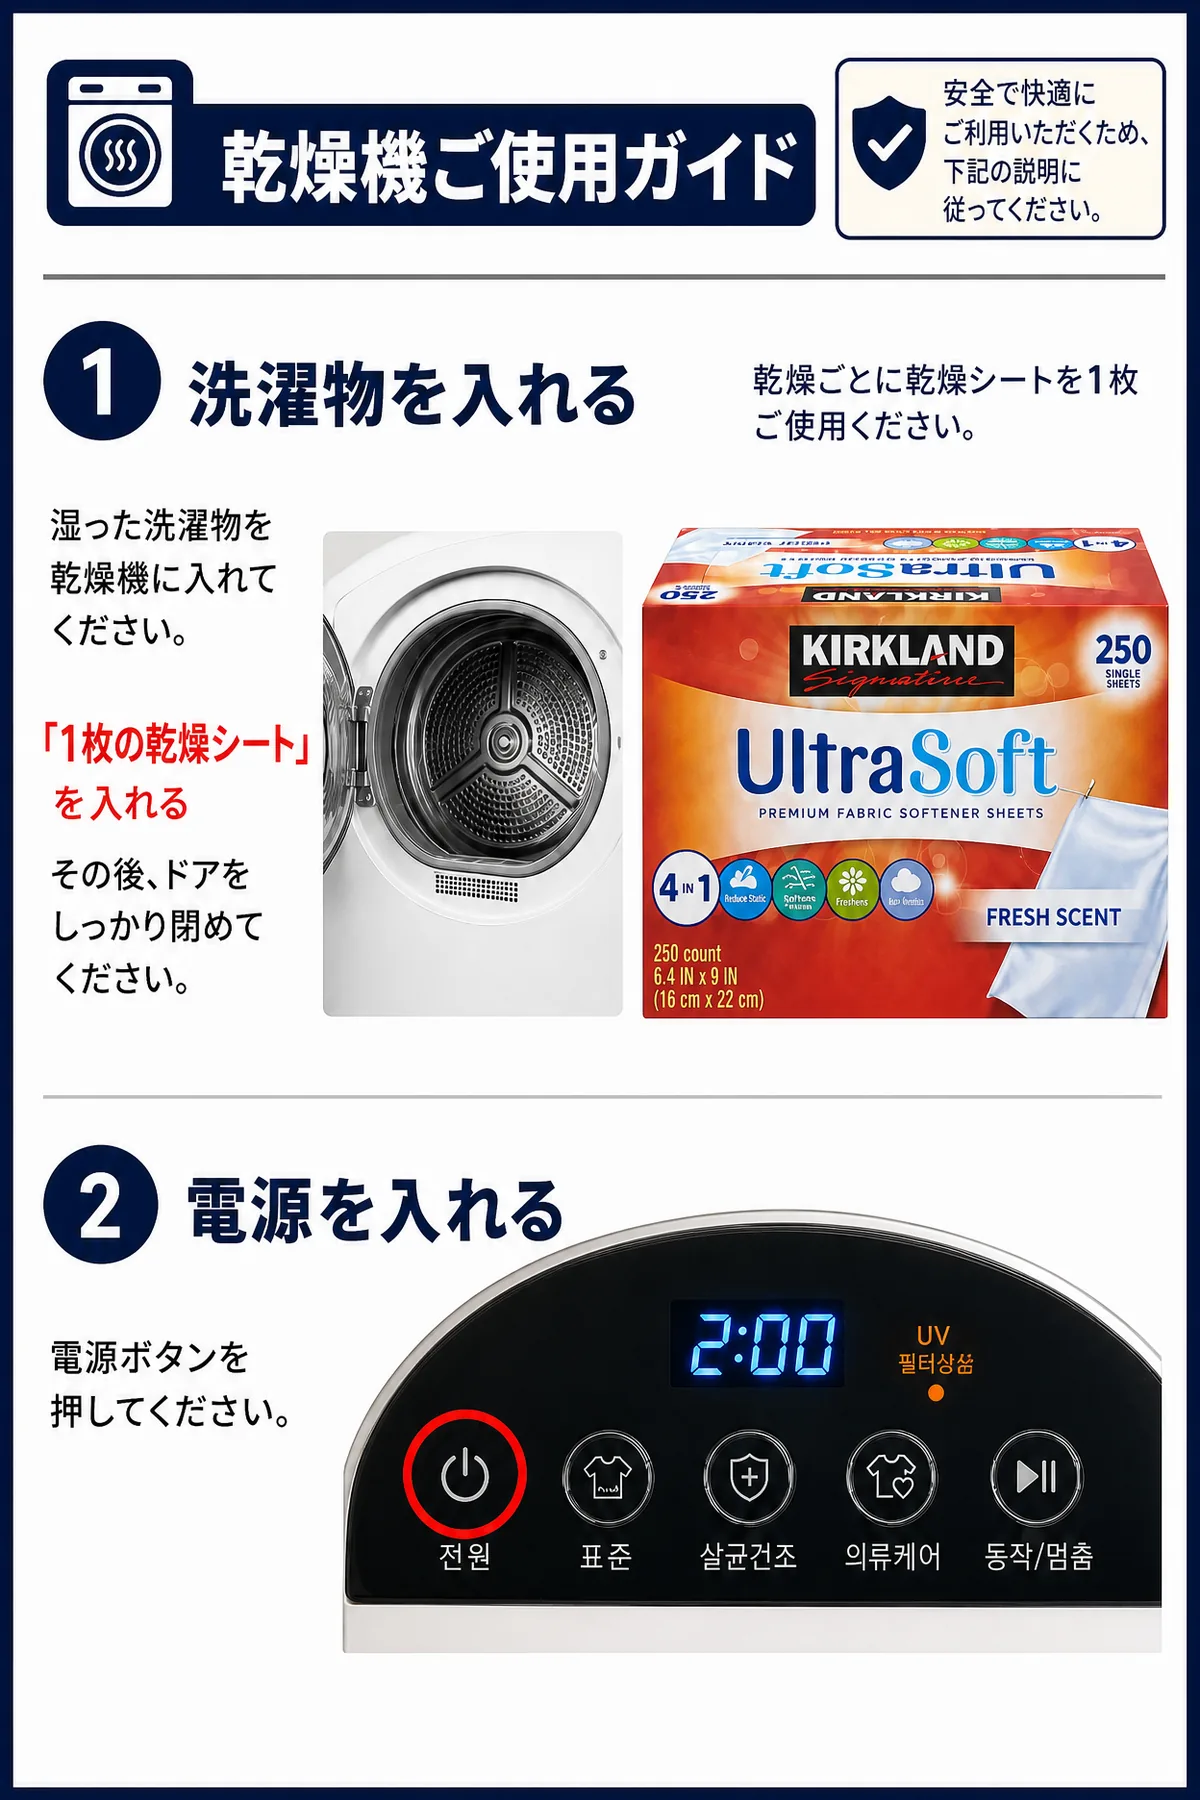 乾燥機ご使用ガイド
安全で快適に
ご利用いただくため、
下記の説明に
従ってください。
1
洗濯物を入れる
乾燥ごとに乾燥シートを1枚
ご使用ください。
湿った洗濯物を
乾燥機に入れて
ください。
「1枚の乾燥シート」
を入れる
その後、ドアを
しっかり閉めて
ください。
4 IN 1
UltraSoft
250
KIRKLAND
KIRKLAND
Signature
250
SINGLE
SHEETS
UltraSoft
PREMIUM FABRIC SOFTENER SHEETS
4 IN 1
Reduce Static
Softens
Freshens
FRESH SCENT
250 count
6.4 IN x 9 IN
(16 cm x 22 cm)
2
電源を入れる
電源ボタンを
押してください。
2:00
UV
전원
표준
살균건조
의류케어
동작/멈춤